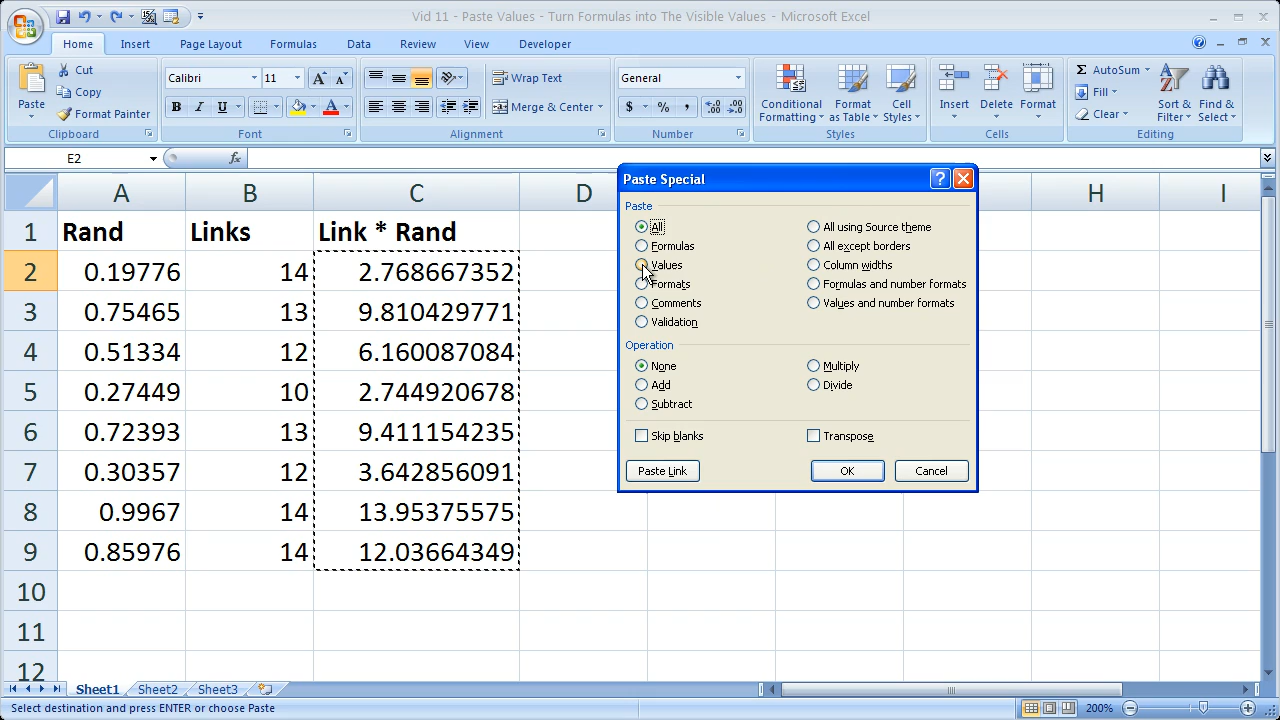 Vid 11 - Paste Values - Turn Formulas into The Visible Values - Microsoft Excel
Home Insert Page Layout Formulas Data Review View Developer
Paste Cut Copy Format Painter Clipboard
Calibri 11 B I U A A A Font
Wrap Text Merge & Center Alignment
General $ % , .0 .00 .00 .0 Number
Conditional Formatting Format as Table Cell Styles Styles
Insert Delete Format Cells
Σ AutoSum Fill Clear Sort & Filter Find & Select Editing
E2 fx
A B C D H I
1 Rand Links Link * Rand
2 0.19776 14 2.768667352
3 0.75465 13 9.810429771
4 0.51334 12 6.160087084
5 0.27449 10 2.744920678
6 0.72393 13 9.411154235
7 0.30357 12 3.642856091
8 0.9967 14 13.95375575
9 0.85976 14 12.03664349
10
11
12
Paste Special ?
Paste
All All using Source theme
Formulas All except borders
Values Column widths
Formats Formulas and number formats
Comments Values and number formats
Validation
Operation
None Multiply
Add Divide
Subtract
Skip blanks Transpose
Paste Link OK Cancel
Sheet1 Sheet2 Sheet3
Select destination and press ENTER or choose Paste 200%